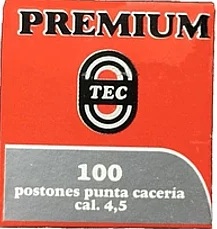 PREMIUM
TEC
100
postones punta cacería
cal. 4,5